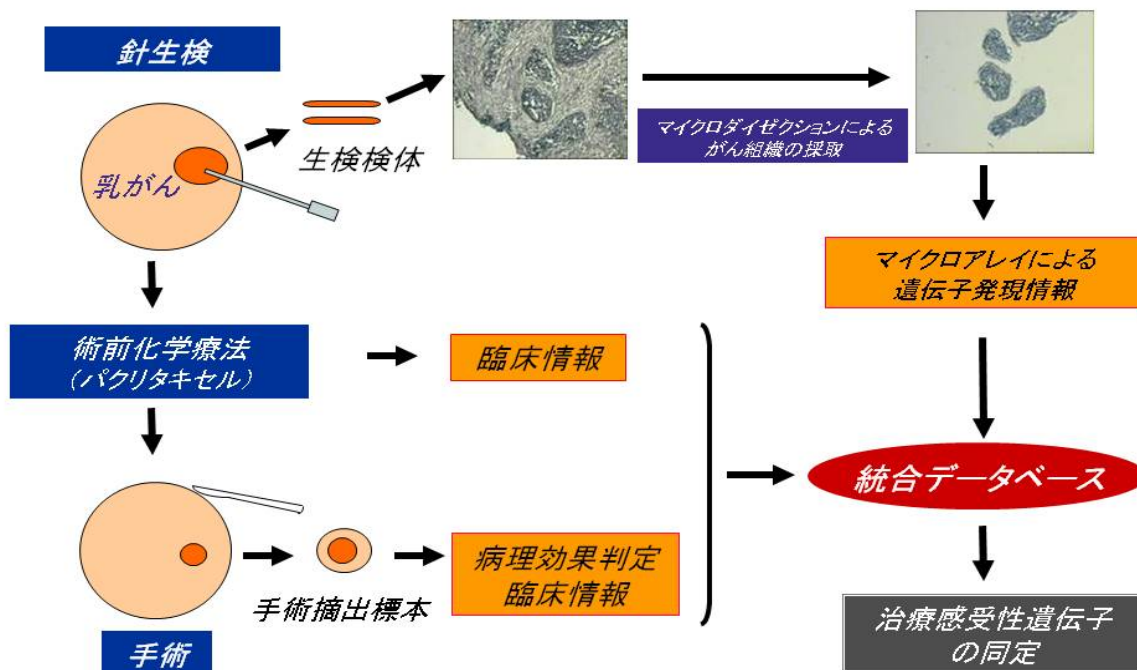 針生検
乳がん
生検検体
マイクロダイゼクションによる
がん組織の採取
マイクロアレイによる
遺伝子発現情報
術前化学療法
(パクリタキセル)
臨床情報
統合データベース
手術摘出標本
病理効果判定
臨床情報
手術
治療感受性遺伝子
の同定